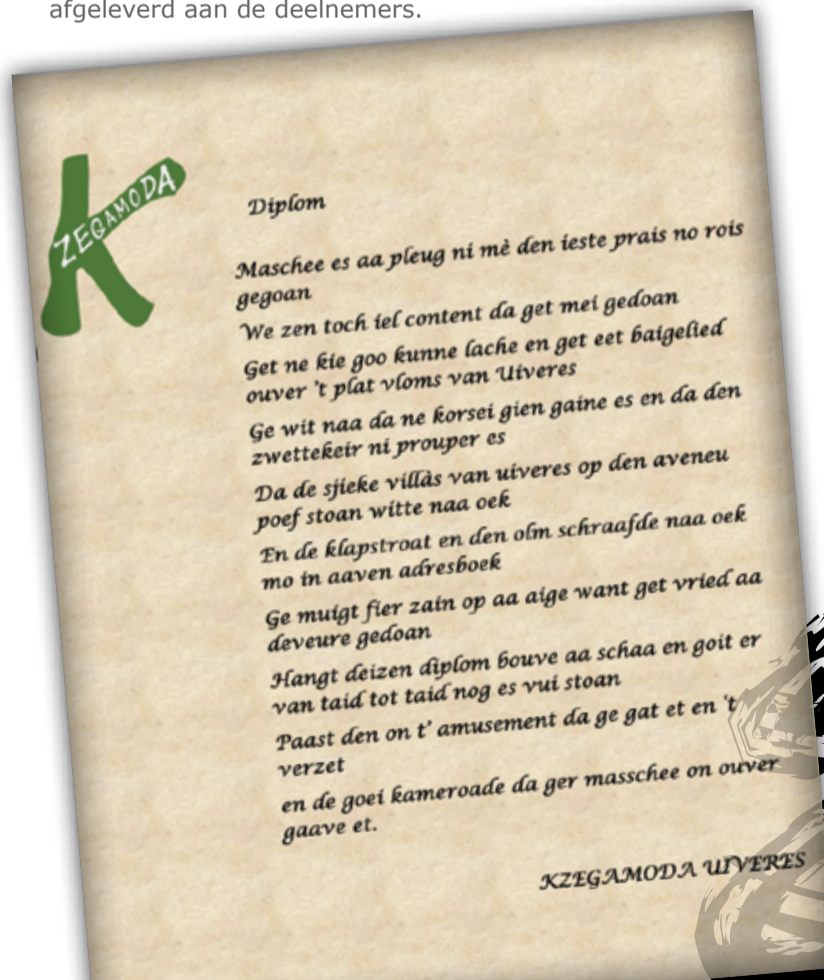 afgeleverd aan de deelnemers.
KZEGAMODA
Diplom
Maschee es aa pleug ni mè den ieste prais no rois
gegoan
We zen toch iel content da get mei gedoan
Get ne kie goo kunne lache en get eet baigelied
ouver 't plat vloms van Uiveres
Ge wit naa da ne korsei gien gaine es en da den
zwettekeir ni prouper es
Da de sjieke villàs van uiveres op den aveneu
poef stoan witte naa oek
En de klapstroat en den olm schraafde naa oek
mo in aaven adresboek
Ge muigt fier zain op aa aige want get vried aa
deveure gedoan
Hangt deizen diplom bouve aa schaa en goit er
van taid tot taid nog es vui stoan
Paast den on t' amusement da ge gat et en 't
verzet
en de goei kameroade da ger masschee on ouver
gaave et.
KZEGAMODA UIVERES